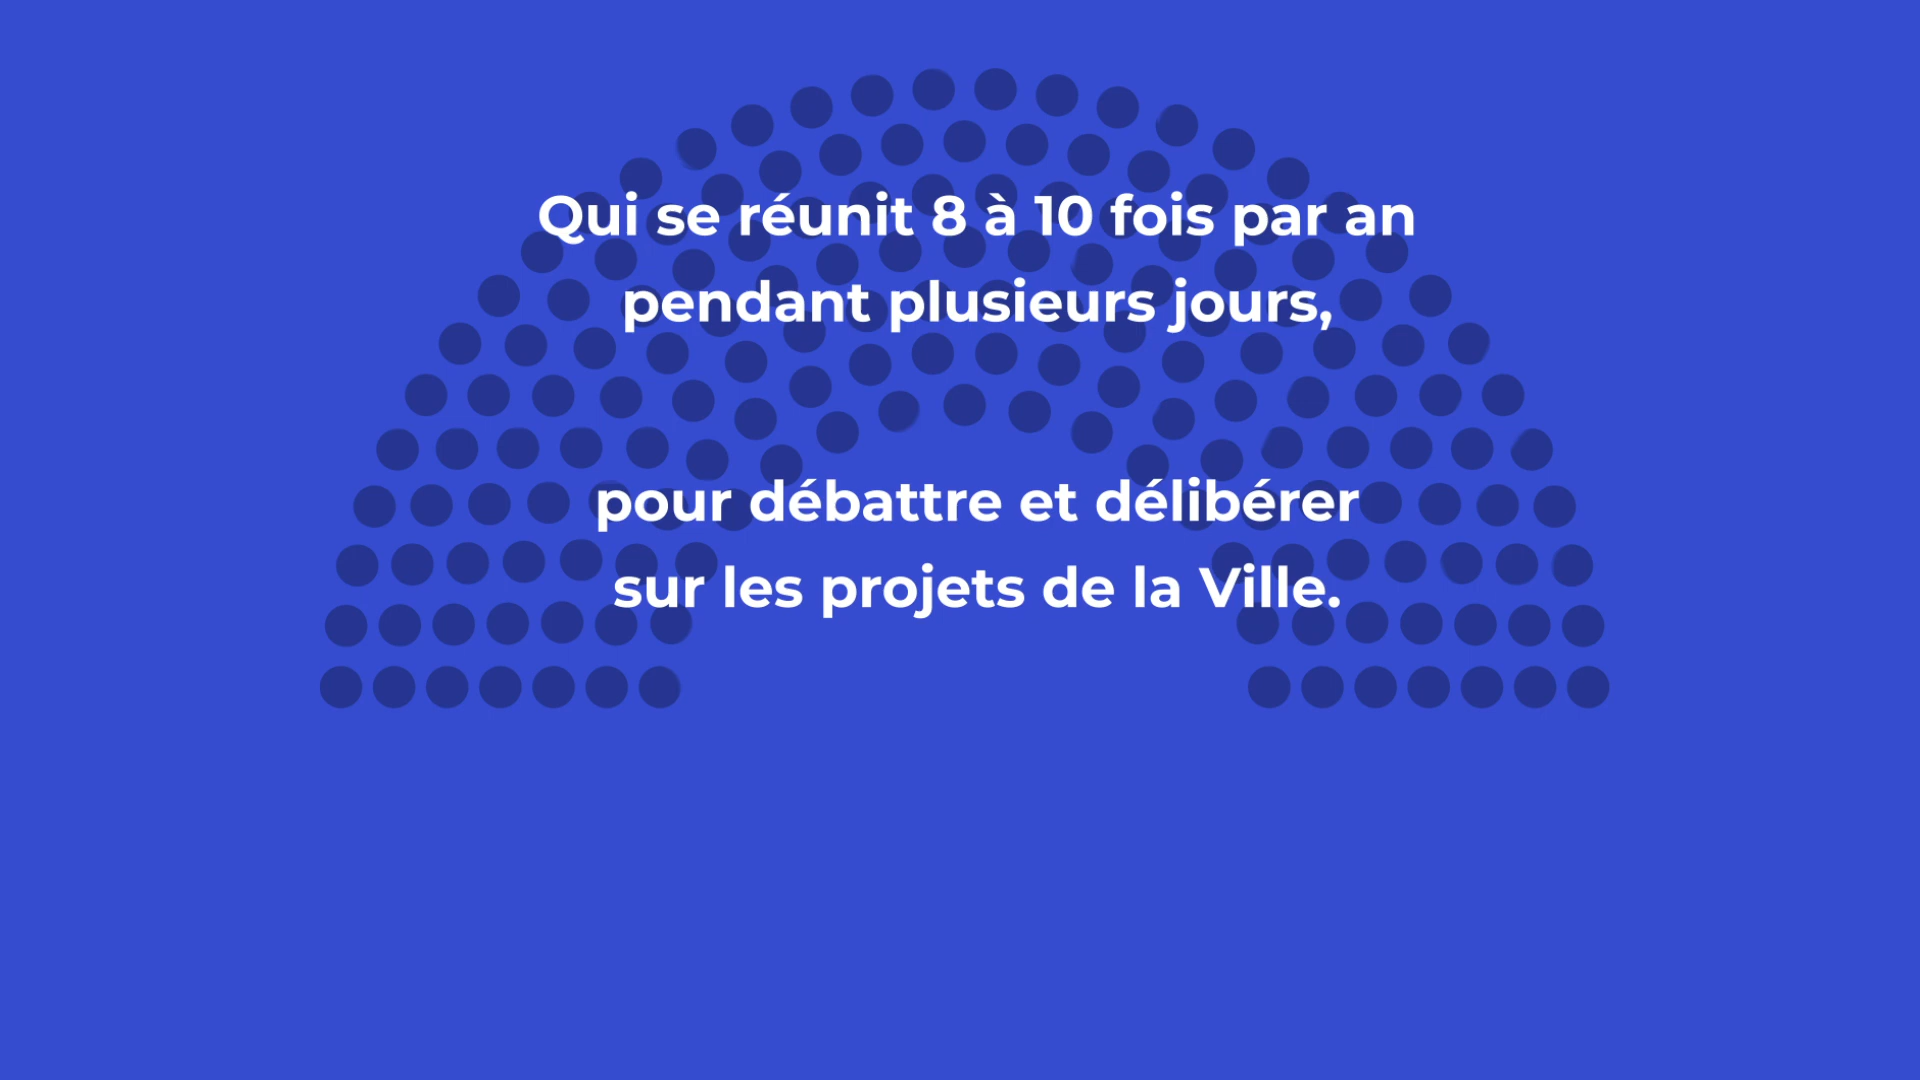 Qui se réunit 8 à 10 fois par an
pendant plusieurs jours,
pour débattre et délibérer
sur les projets de la Ville.